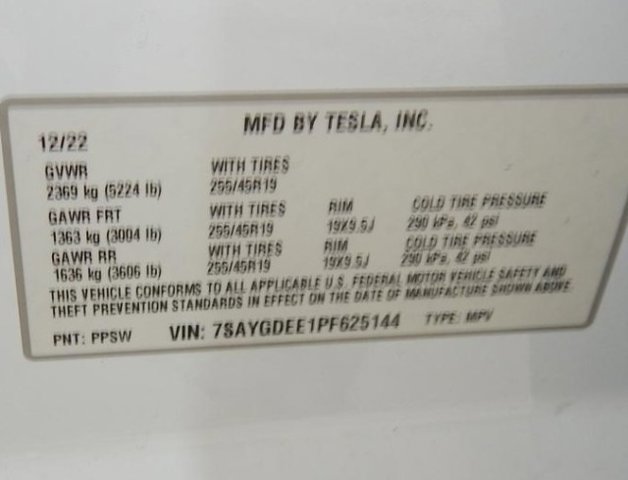 MFD BY TESLA, INC.
12/22
GVWR WITH TIRES
2369 kg (5224 lb) 255/45R19
GAWR FRT WITH TIRES RIM COLD TIRE PRESSURE
1363 kg (3004 lb) 255/45R19 19X9.5J 290 kPa, 42 psi
GAWR RR WITH TIRES RIM COLD TIRE PRESSURE
1636 kg (3606 lb) 255/45R19 19X9.5J 290 kPa, 42 psi
THIS VEHICLE CONFORMS TO ALL APPLICABLE U.S. FEDERAL MOTOR VEHICLE SAFETY AND
THEFT PREVENTION STANDARDS IN EFFECT ON THE DATE OF MANUFACTURE SHOWN ABOVE
PNT: PPSW VIN: 7SAYGDEE1PF625144 TYPE: MPV